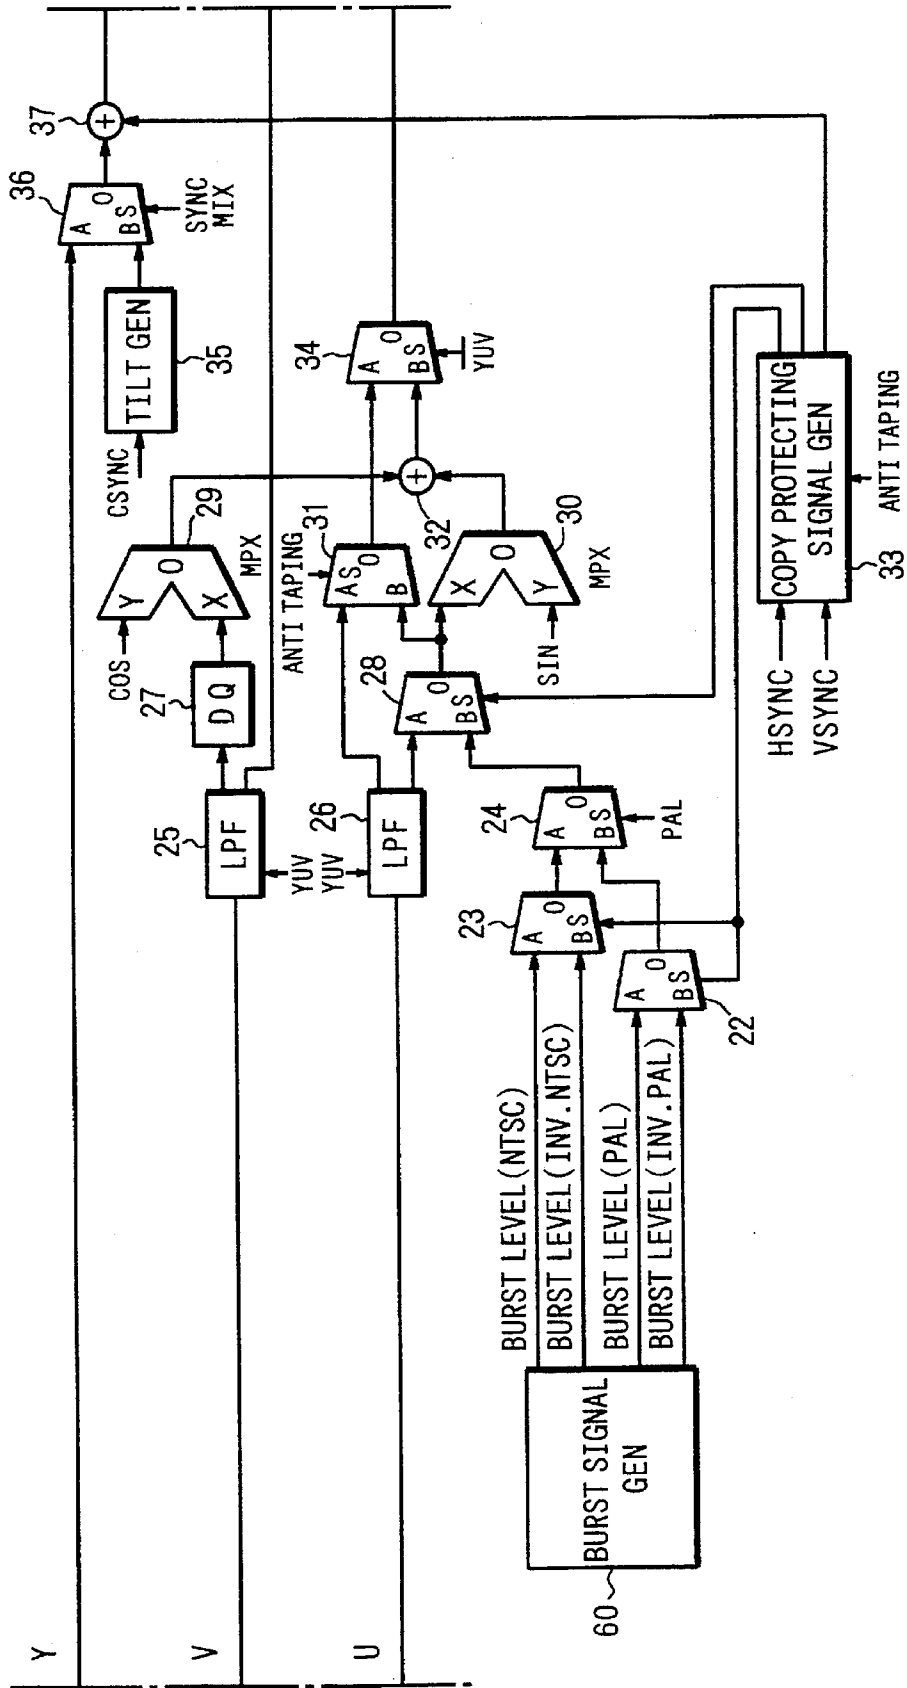 Y
V
U
37
36
A
O
BS
SYNC
MIX
TILT GEN
35
CSYNC
COS
Y
X
O
29
MPX
27
DQ
25
LPF
YUV
YUV
26
LPF
ANTI TAPING
31
AS
O
B
34
A
O
BS
YUV
32
28
A
O
BS
X
O
Y
30
MPX
SIN
24
A
O
BS
PAL
23
A
O
BS
22
A
O
BS
BURST LEVEL(NTSC)
BURST LEVEL(INV.NTSC)
BURST LEVEL(PAL)
BURST LEVEL(INV.PAL)
BURST SIGNAL
GEN
60
HSYNC
VSYNC
COPY PROTECTING
SIGNAL GEN
33
ANTI TAPING